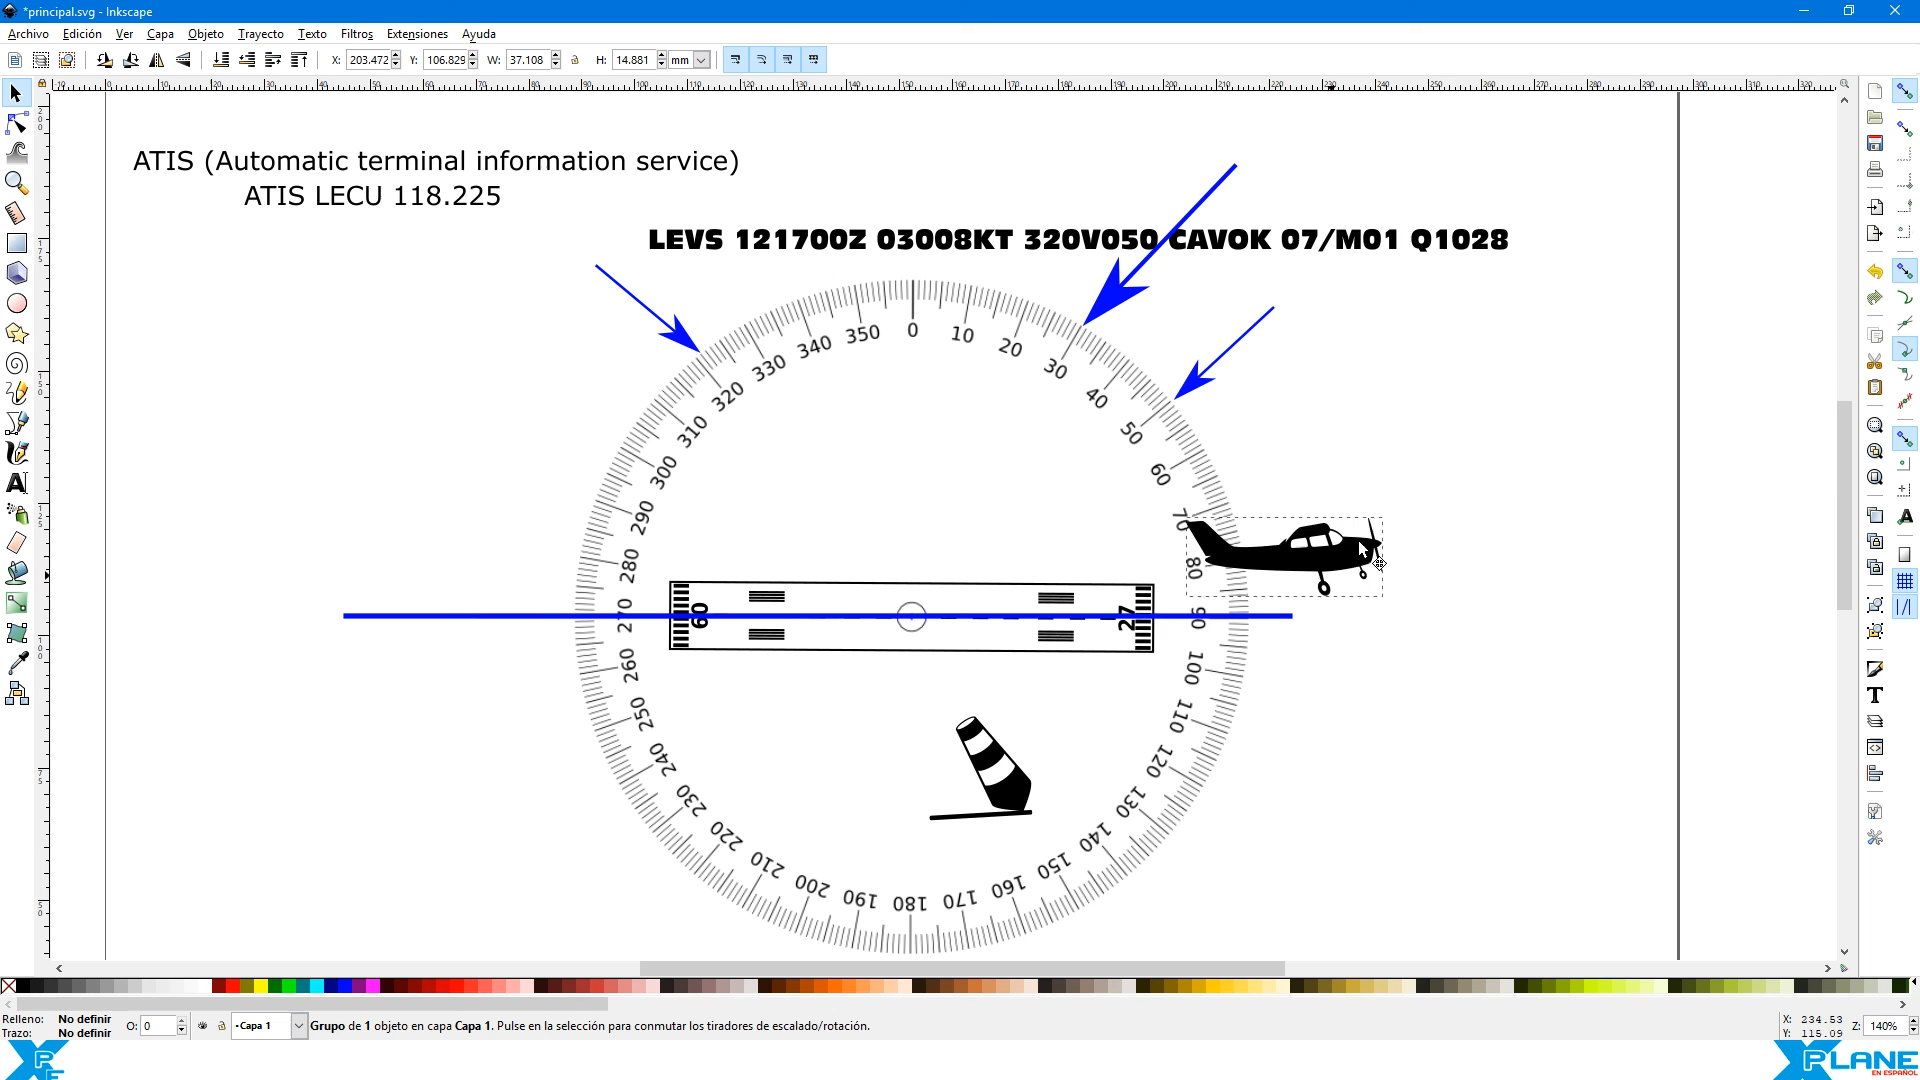 *principal.svg - Inkscape
Archivo Edición Ver Capa Objeto Trayecto Texto Filtros Extensiones Ayuda
X: 203.472 Y: 106.829 W: 37.108 H: 14.881 mm
ATIS (Automatic terminal information service)
ATIS LECU 118.225
LEVS 121700Z 03008KT 320V050 CAVOK 07/M01 Q1028
0 10 20 30 40 50 60 70 80 90 100 110 120 130 140 150 160 170 180 190 200 210 220 230 240 250 260 270 280 290 300 310 320 330 340 350
60
27
Relleno: No definir
Trazo: No definir
O: 0
•Capa 1
Grupo de 1 objeto en capa Capa 1. Pulse en la selección para conmutar los tiradores de escalado/rotación.
X: 234.53
Y: 115.09
Z: 140%
XPE
XPLANE
EN ESPAÑOL